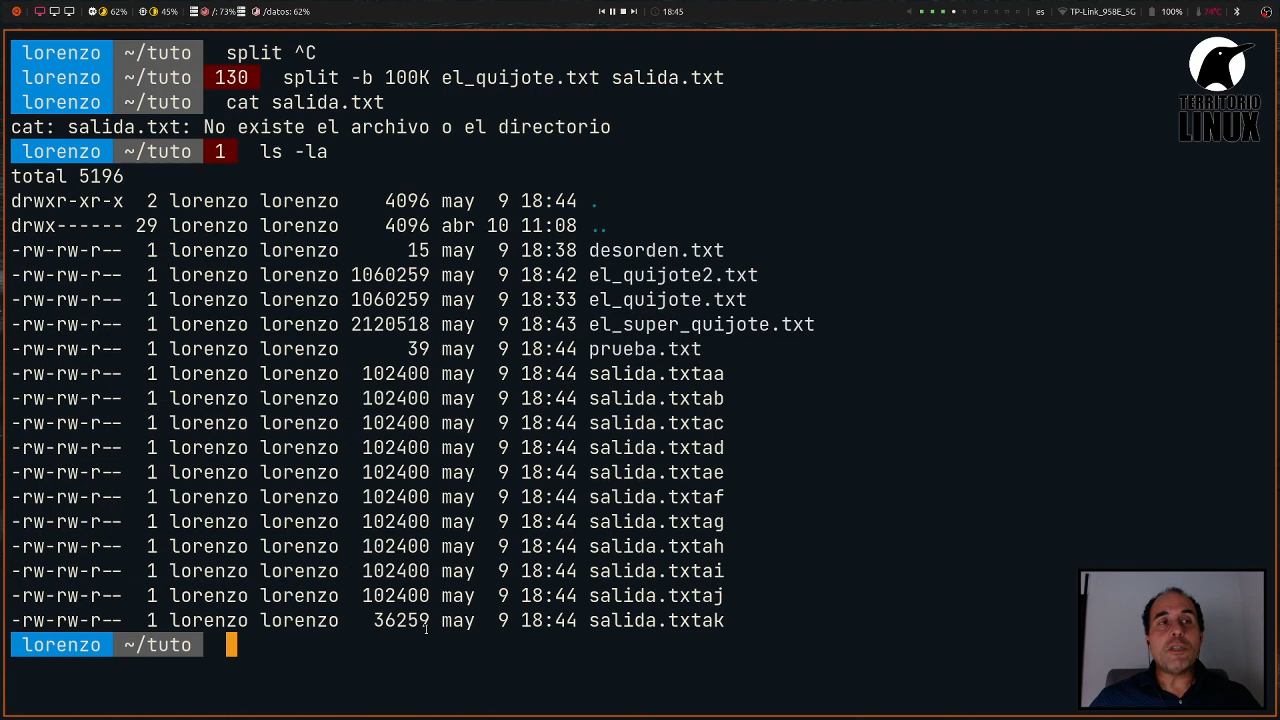 62% 45% /: 73% /datos: 62% 18:45 es TP-Link_958E_5G 100% 74°C
lorenzo ~/tuto split ^C
lorenzo ~/tuto 130 split -b 100K el_quijote.txt salida.txt
lorenzo ~/tuto cat salida.txt
cat: salida.txt: No existe el archivo o el directorio
lorenzo ~/tuto 1 ls -la
total 5196
drwxr-xr-x 2 lorenzo lorenzo 4096 may 9 18:44 .
drwx------ 29 lorenzo lorenzo 4096 abr 10 11:08 ..
-rw-rw-r-- 1 lorenzo lorenzo 15 may 9 18:38 desorden.txt
-rw-rw-r-- 1 lorenzo lorenzo 1060259 may 9 18:42 el_quijote2.txt
-rw-rw-r-- 1 lorenzo lorenzo 1060259 may 9 18:33 el_quijote.txt
-rw-rw-r-- 1 lorenzo lorenzo 2120518 may 9 18:43 el_super_quijote.txt
-rw-rw-r-- 1 lorenzo lorenzo 39 may 9 18:44 prueba.txt
-rw-rw-r-- 1 lorenzo lorenzo 102400 may 9 18:44 salida.txtaa
-rw-rw-r-- 1 lorenzo lorenzo 102400 may 9 18:44 salida.txtab
-rw-rw-r-- 1 lorenzo lorenzo 102400 may 9 18:44 salida.txtac
-rw-rw-r-- 1 lorenzo lorenzo 102400 may 9 18:44 salida.txtad
-rw-rw-r-- 1 lorenzo lorenzo 102400 may 9 18:44 salida.txtae
-rw-rw-r-- 1 lorenzo lorenzo 102400 may 9 18:44 salida.txtaf
-rw-rw-r-- 1 lorenzo lorenzo 102400 may 9 18:44 salida.txtag
-rw-rw-r-- 1 lorenzo lorenzo 102400 may 9 18:44 salida.txtah
-rw-rw-r-- 1 lorenzo lorenzo 102400 may 9 18:44 salida.txtai
-rw-rw-r-- 1 lorenzo lorenzo 102400 may 9 18:44 salida.txtaj
-rw-rw-r-- 1 lorenzo lorenzo 36259 may 9 18:44 salida.txtak
lorenzo ~/tuto
TERRITORIO
LINUX